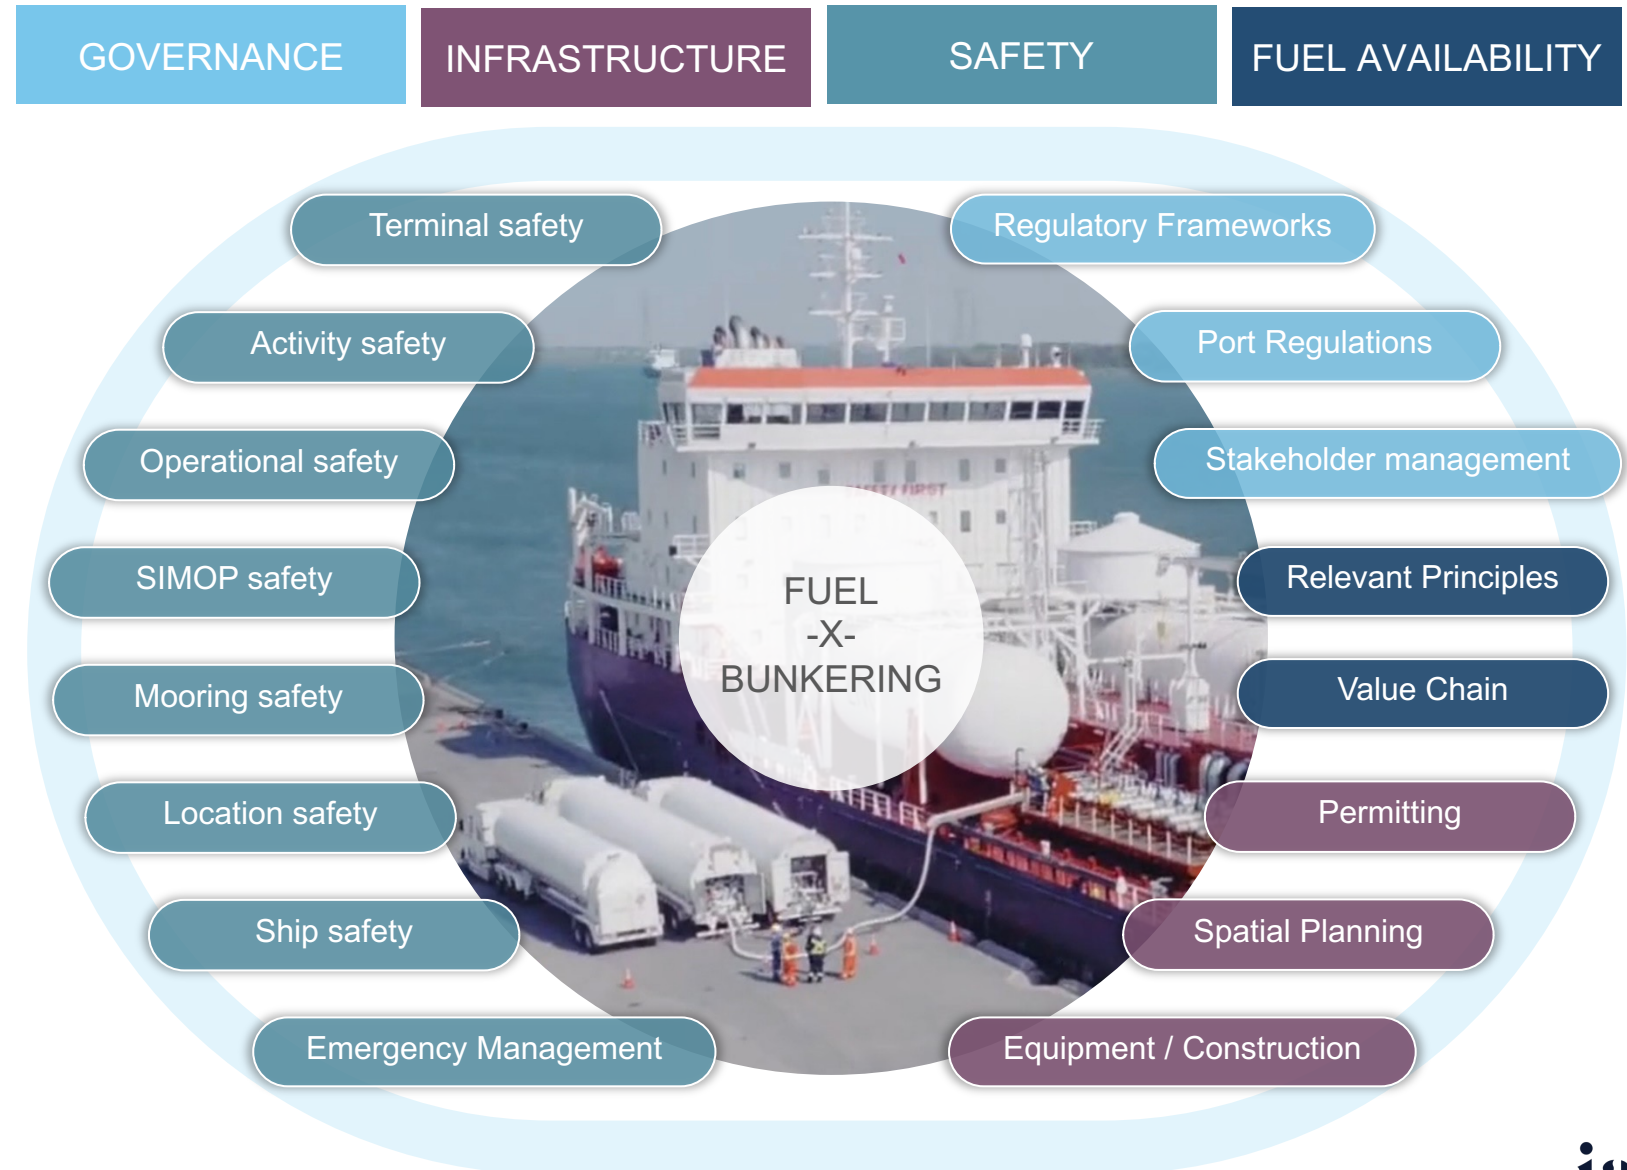 GOVERNANCE
INFRASTRUCTURE
SAFETY
FUEL AVAILABILITY
Terminal safety
Regulatory Frameworks
Activity safety
Port Regulations
Operational safety
Stakeholder management
SAFETY FIRST
SIMOP safety
Relevant Principles
FUEL
-X-
BUNKERING
Mooring safety
Value Chain
Location safety
Permitting
Ship safety
Spatial Planning
Emergency Management
Equipment / Construction